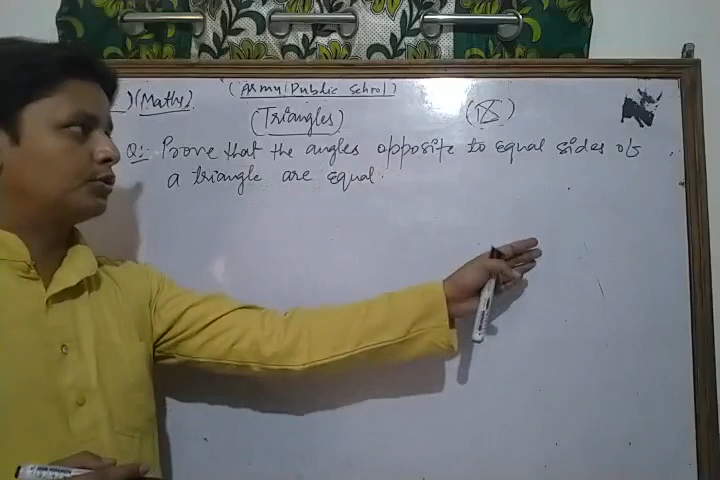 ) (Maths) (Army Public School)
(Triangles) (18)
Q:- Prove that the angles opposite to equal sides of
a triangle are equal.